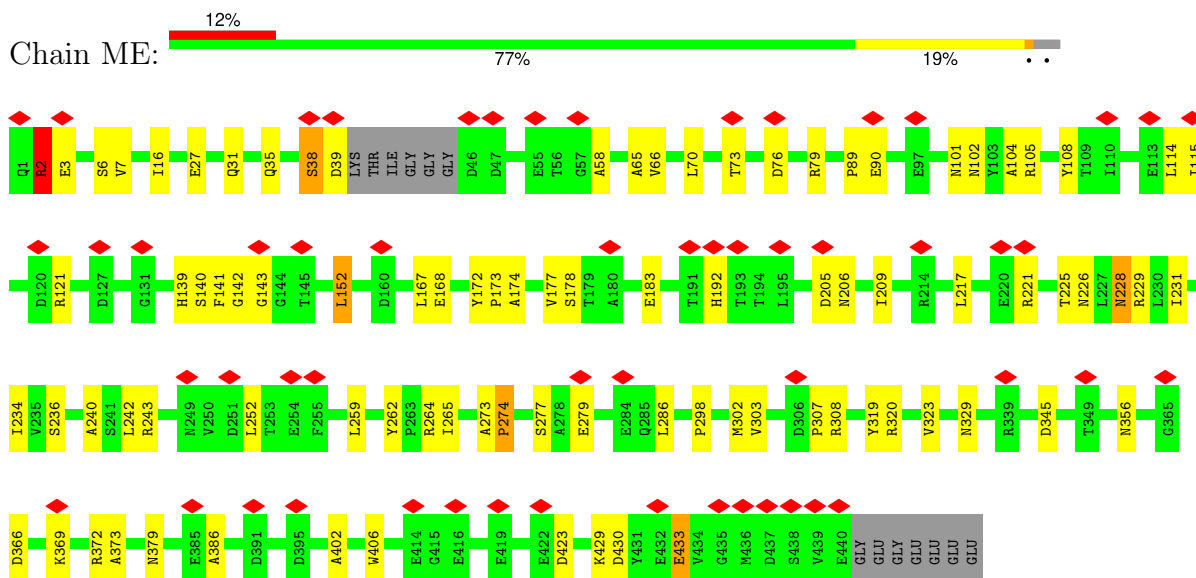 12%
Chain ME:
77% 19% • •
Q1 R2 E3 S6 V7 I16 E27 Q31 Q35 S38 D39 LYS THR ILE GLY GLY GLY D46 D47 E55 T56 G57 A58 A65 V66 L70 T73 D76 R79 P89 E90 E97 N101 N102 Y103 A104 R105 Y108 T109 I110 E113 L114 I115
D120 R121 D127 G131 H139 S140 F141 G142 G143 G144 T145 L152 D160 L167 E168 Y172 P173 A174 V177 S178 T179 A180 E183 T191 H192 T193 T194 L195 D205 N206 I209 R214 L217 E220 R221 T225 N226 L227 N228 R229 L230 I231
I234 V235 S236 A240 S241 L242 R243 N249 V250 D251 L252 T253 E254 F255 L259 Y262 P263 R264 I265 A273 P274 S277 A278 E279 E284 Q285 L286 P298 M302 V303 D306 P307 R308 Y319 R320 V323 N329 R339 D345 T349 N356 G365
D366 K369 R372 A373 N379 E385 A386 D391 D395 A402 W406 E414 G415 E416 E419 E422 D423 K429 D430 Y431 E432 E433 V434 G435 M436 D437 S438 V439 E440 GLY GLU GLY GLU GLU GLU GLU